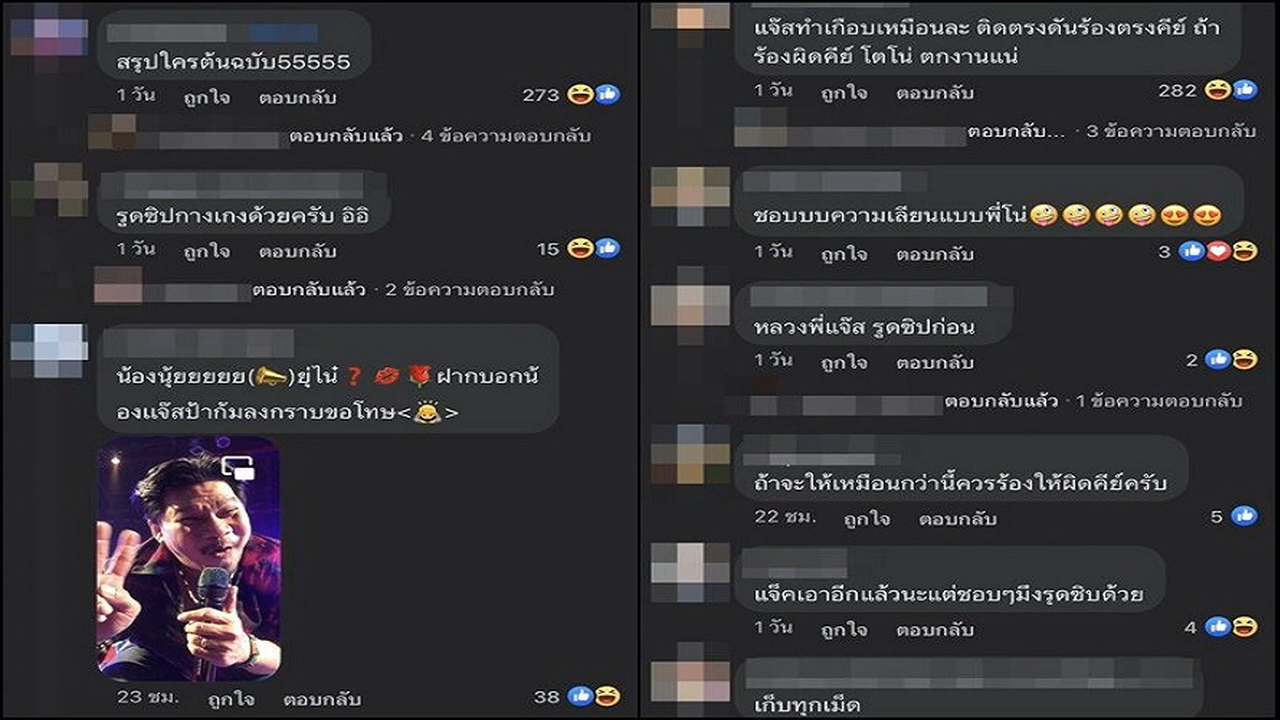 สรุปใครต้นฉบับ55555
1 วัน ถูกใจ ตอบกลับ 273
ตอบกลับแล้ว · 4 ข้อความตอบกลับ
รูดซิปกางเกงด้วยครับ อิอิ
1 วัน ถูกใจ ตอบกลับ 15
ตอบกลับแล้ว · 2 ข้อความตอบกลับ
น้องนุ้ยยยยย(📣)ยุ่ไน๋ ❓ 💋 🌹 ฝากบอกน้
องแจ๊สป้าก้มลงกราบขอโทษ<🙇>
23 ชม. ถูกใจ ตอบกลับ 38
แจ๊สทำเกือบเหมือนละ ติดตรงดันร้องตรงคีย์ ถ้า
ร้องผิดคีย์ โตโน่ ตกงานแน่
1 วัน ถูกใจ ตอบกลับ 282
ตอบกลับ... · 3 ข้อความตอบกลับ
ชอบบบความเลียนแบบพี่โน่🤪🤪🤪🤪😍😍
1 วัน ถูกใจ ตอบกลับ 3
หลวงพี่แจ๊ส รูดซิปก่อน
1 วัน ถูกใจ ตอบกลับ 2
ตอบกลับแล้ว · 1 ข้อความตอบกลับ
ถ้าจะให้เหมือนกว่านี้ควรร้องให้ผิดคีย์ครับ
22 ชม. ถูกใจ ตอบกลับ 5
แจ็คเอาอีกแล้วนะแต่ชอบๆมึงรูดซิบด้วย
1 วัน ถูกใจ ตอบกลับ 4
เก็บทุกเม็ด